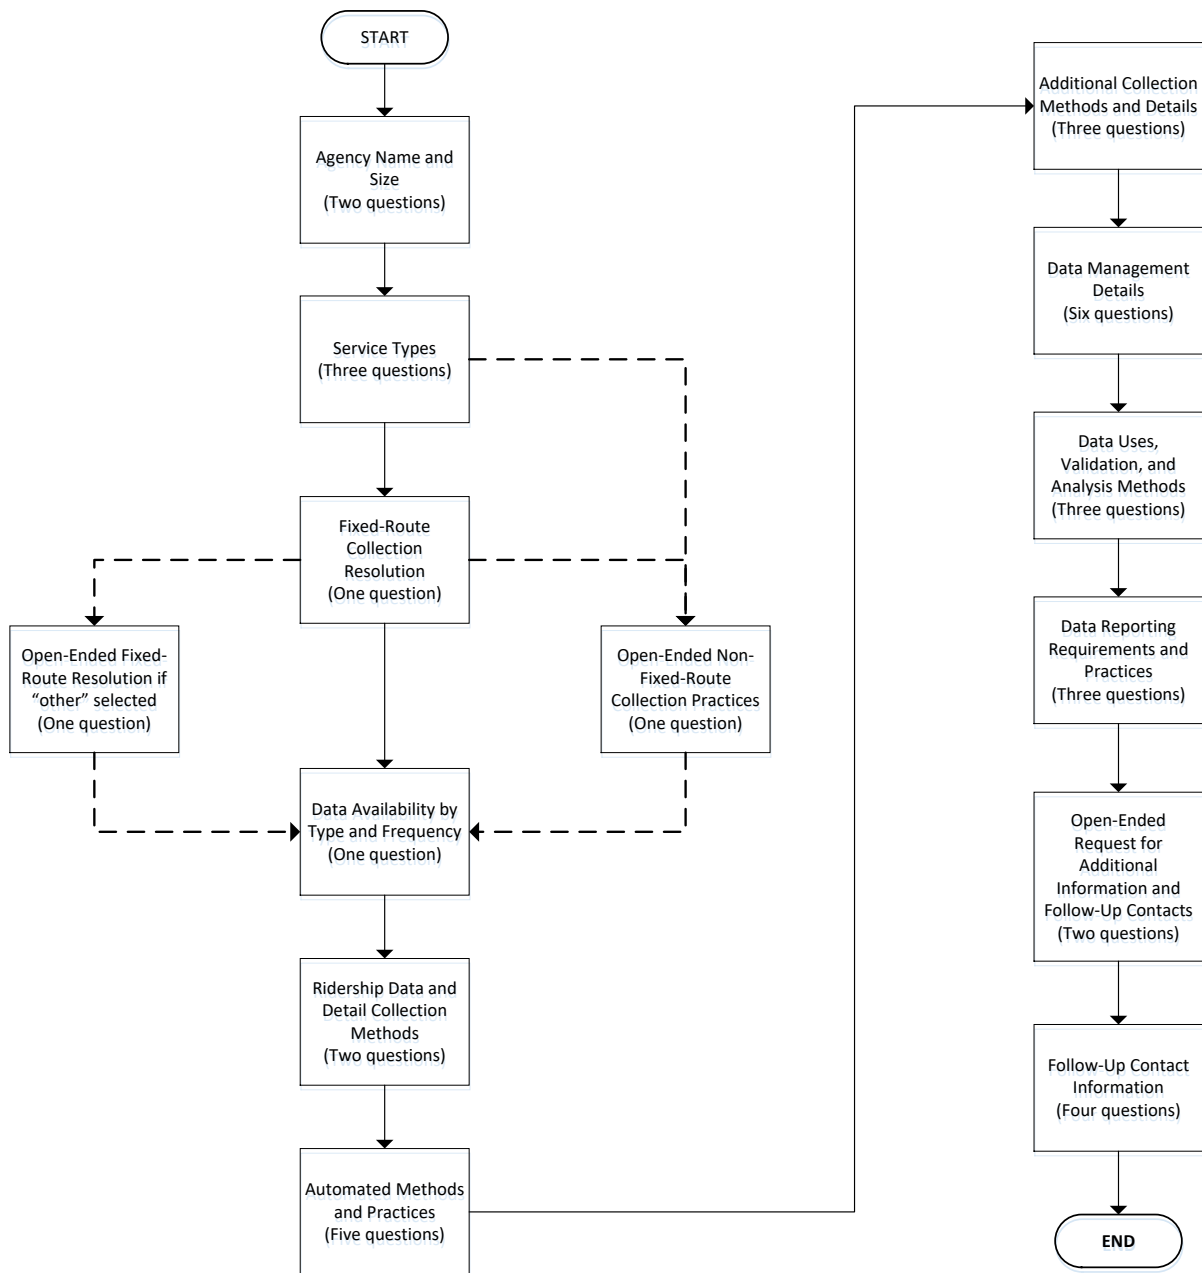 START
Agency Name and
Size
(Two questions)
Service Types
(Three questions)
Fixed-Route
Collection
Resolution
(One question)
Open-Ended Fixed-
Route Resolution if
“other” selected
(One question)
Open-Ended Non-
Fixed-Route
Collection Practices
(One question)
Data Availability by
Type and Frequency
(One question)
Ridership Data and
Detail Collection
Methods
(Two questions)
Automated Methods
and Practices
(Five questions)
Additional Collection
Methods and Details
(Three questions)
Data Management
Details
(Six questions)
Data Uses,
Validation, and
Analysis Methods
(Three questions)
Data Reporting
Requirements and
Practices
(Three questions)
Open-Ended
Request for
Additional
Information and
Follow-Up Contacts
(Two questions)
Follow-Up Contact
Information
(Four questions)
END